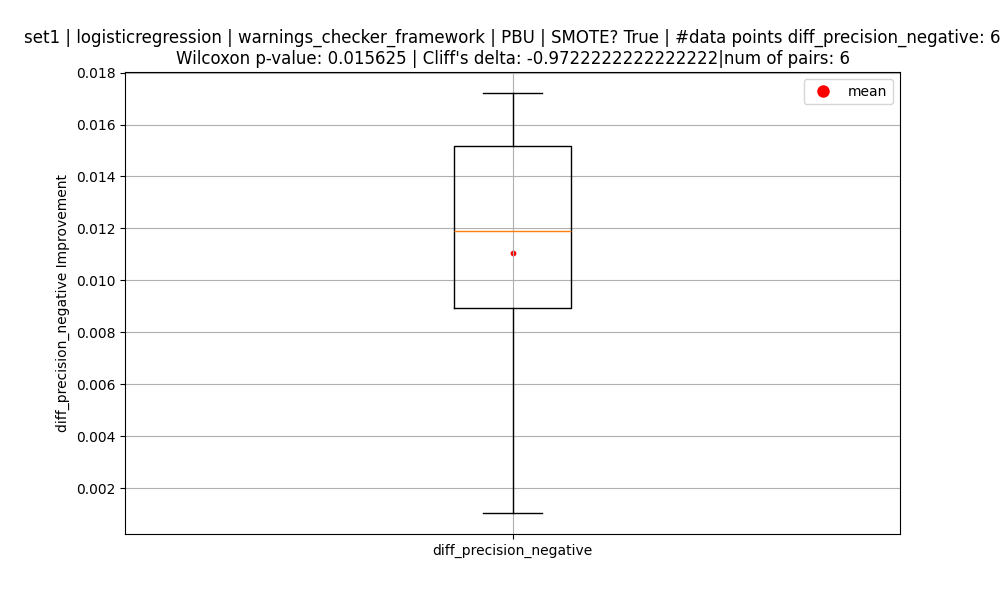 set1 | logisticregression | warnings_checker_framework | PBU | SMOTE? True | #data points diff_precision_negative: 6
Wilcoxon p-value: 0.015625 | Cliff's delta: -0.9722222222222222|num of pairs: 6
mean
0.018
0.016
0.014
0.012
0.010
0.008
0.006
0.004
0.002
diff_precision_negative Improvement
diff_precision_negative